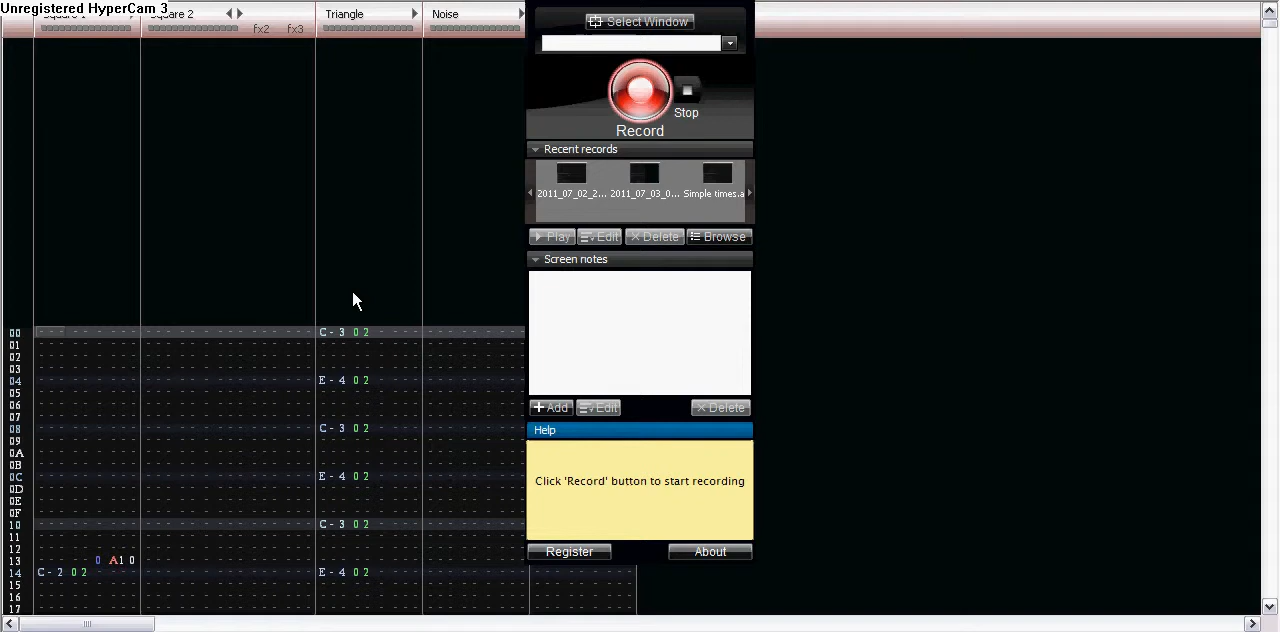 Unregistered HyperCam 3
Square 1 Square 2 Triangle Noise
fx2 fx3
Select Window
Stop
Record
Recent records
2011_07_02_2... 2011_07_03_0... Simple times.a
Play Edit Delete Browse
Screen notes
Add Edit Delete
Help
Click 'Record' button to start recording
Register About
00 C-3 02
01
02
03
04 E-4 02
05
06
07
08 C-3 02
09
0A
0B
0C E-4 02
0D
0E
0F
10 C-3 02
11
12
13 0 A10
14 C-2 02 E-4 02
15
16
17